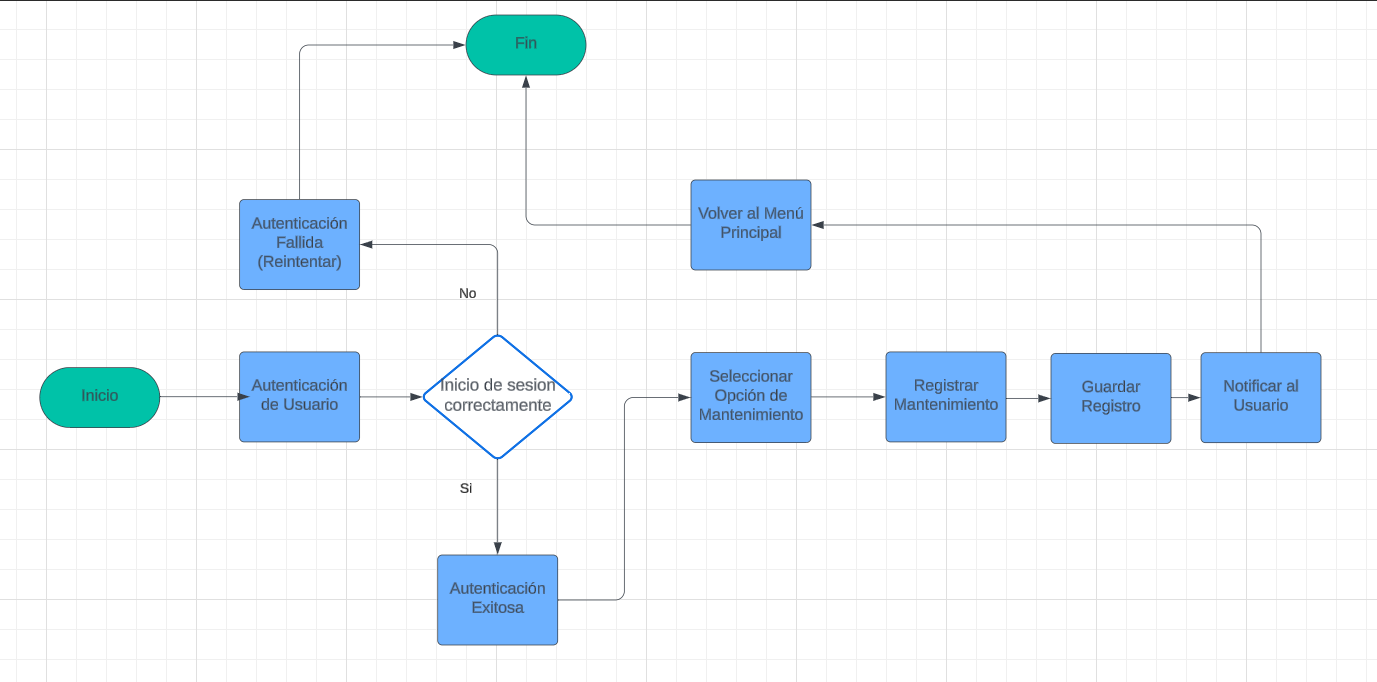 Fin
Volver al Menú
Principal
Autenticación
Fallida
(Reintentar)
No
Inicio
Autenticación
de Usuario
Inicio de sesion
correctamente
Seleccionar
Opción de
Mantenimiento
Registrar
Mantenimiento
Guardar
Registro
Notificar al
Usuario
Si
Autenticación
Exitosa